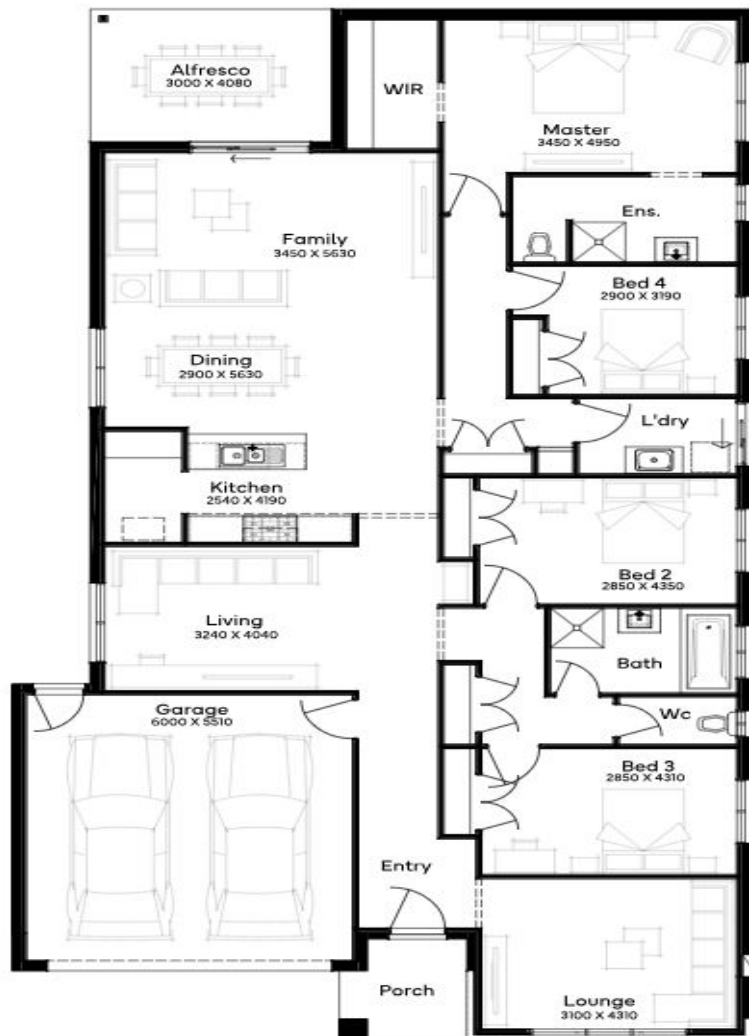 Alfresco
3000 X 4080
WIR
Master
3450 X 4950
Ens.
Family
3450 X 5630
Bed 4
2900 X 3190
Dining
2900 X 5630
L'dry
Kitchen
2540 X 4190
Bed 2
2850 X 4350
Living
3240 X 4040
Bath
Garage
6000 X 5510
Wc
Bed 3
2850 X 4310
Entry
Porch
Lounge
3100 X 4310